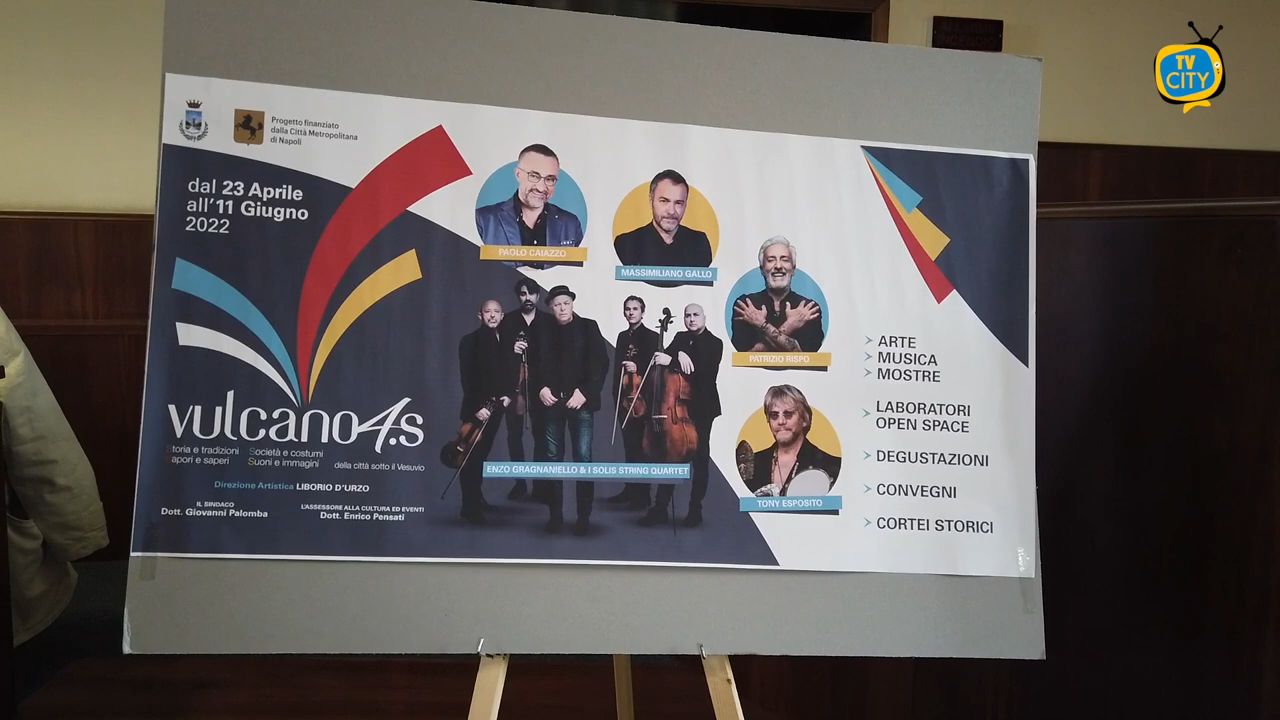 TV
CITY
Progetto finanziato
dalla Città Metropolitana
di Napoli
dal 23 Aprile
all'11 Giugno
2022
vulcano4.s
Storia e tradizioni
Sapori e saperi
Società e costumi
Suoni e immagini
della città sotto il Vesuvio
Direzione Artistica LIBORIO D'URZO
IL SINDACO
Dott. Giovanni Palomba
L'ASSESSORE ALLA CULTURA ED EVENTI
Dott. Enrico Pensati
PAOLO CAIAZZO
MASSIMILIANO GALLO
PATRIZIO RISPO
ENZO GRAGNANIELLO & I SOLIS STRING QUARTET
TONY ESPOSITO
ARTE
MUSICA
MOSTRE
LABORATORI
OPEN SPACE
DEGUSTAZIONI
CONVEGNI
CORTEI STORICI